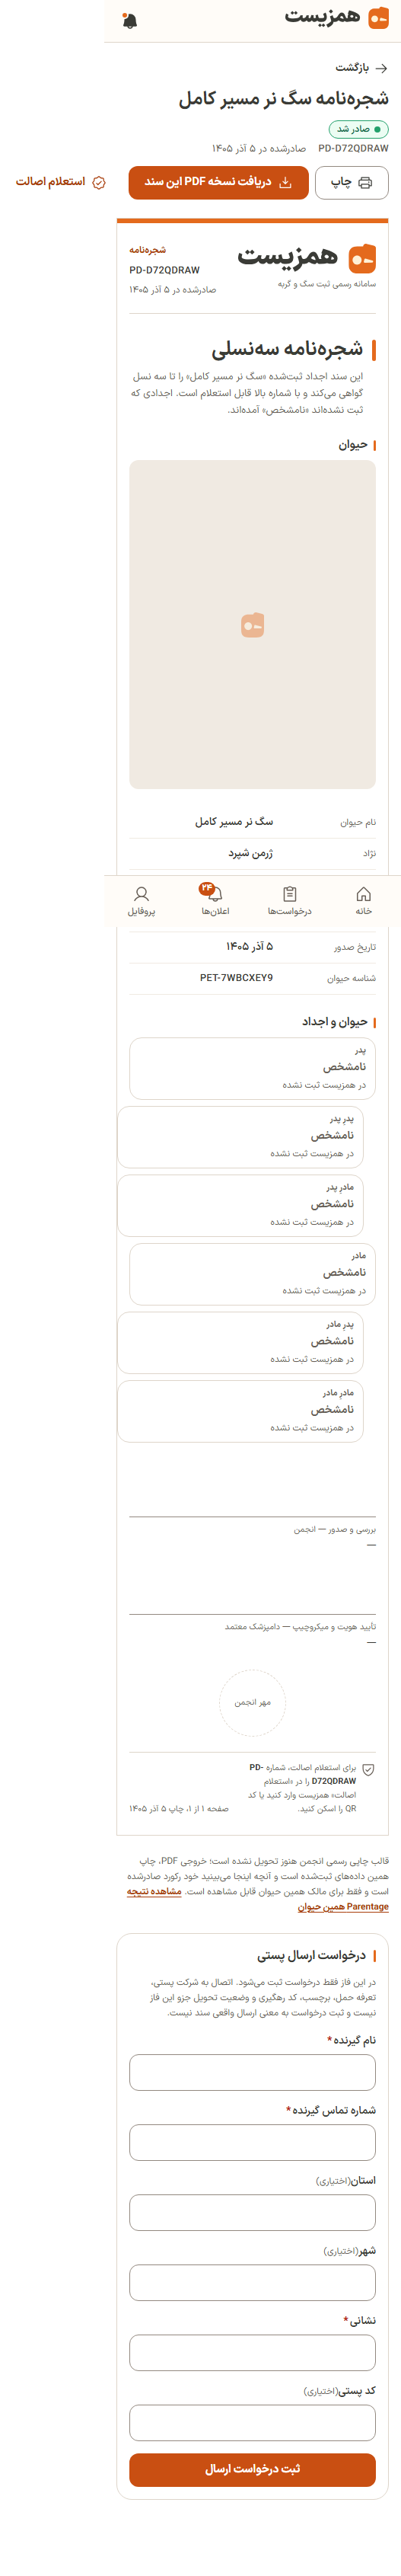 همزیست
بازگشت
شجره‌نامه سگ نر مسیر کامل
صادر شد
PD-D72QDRAW صادرشده در ۵ آذر ۱۴۰۵
چاپ
دریافت نسخه PDF این سند
استعلام اصالت
همزیست
سامانه رسمی ثبت سگ و گربه
شجره‌نامه
PD-D72QDRAW
صادرشده در ۵ آذر ۱۴۰۵
شجره‌نامه سه‌نسلی
این سند اجداد ثبت‌شده «سگ نر مسیر کامل» را تا سه نسل
گواهی می‌کند و با شماره بالا قابل استعلام است. اجدادی که
ثبت نشده‌اند «نامشخص» آمده‌اند.
حیوان
نام حیوان سگ نر مسیر کامل
نژاد ژرمن شپرد
خانه
درخواست‌ها
۲۴
اعلان‌ها
پروفایل
تاریخ صدور ۵ آذر ۱۴۰۵
شناسه حیوان PET-7WBCXEY9
حیوان و اجداد
پدر
نامشخص
در همزیست ثبت نشده
پدرِ پدر
نامشخص
در همزیست ثبت نشده
مادرِ پدر
نامشخص
در همزیست ثبت نشده
مادر
نامشخص
در همزیست ثبت نشده
پدرِ مادر
نامشخص
در همزیست ثبت نشده
مادرِ مادر
نامشخص
در همزیست ثبت نشده
بررسی و صدور — انجمن
—
تأیید هویت و میکروچیپ — دامپزشک معتمد
—
مهر انجمن
برای استعلام اصالت، شماره PD-
D72QDRAW را در «استعلام
اصالت» همزیست وارد کنید یا کد
QR را اسکن کنید.
صفحه ۱ از ۱، چاپ ۵ آذر ۱۴۰۵
قالب چاپی رسمی انجمن هنوز تحویل نشده است؛ خروجی PDF، چاپ
همین داده‌های ثبت‌شده است و آنچه اینجا می‌بینید خود رکورد صادرشده
است و فقط برای مالک همین حیوان قابل مشاهده است. مشاهده نتیجه
Parentage همین حیوان
درخواست ارسال پستی
در این فاز فقط درخواست ثبت می‌شود. اتصال به شرکت پستی،
تعرفه حمل، برچسب، کد رهگیری و وضعیت تحویل جزو این فاز
نیست و ثبت درخواست به معنی ارسال واقعی سند نیست.
نام گیرنده *
شماره تماس گیرنده *
استان(اختیاری)
شهر(اختیاری)
نشانی *
کد پستی(اختیاری)
ثبت درخواست ارسال